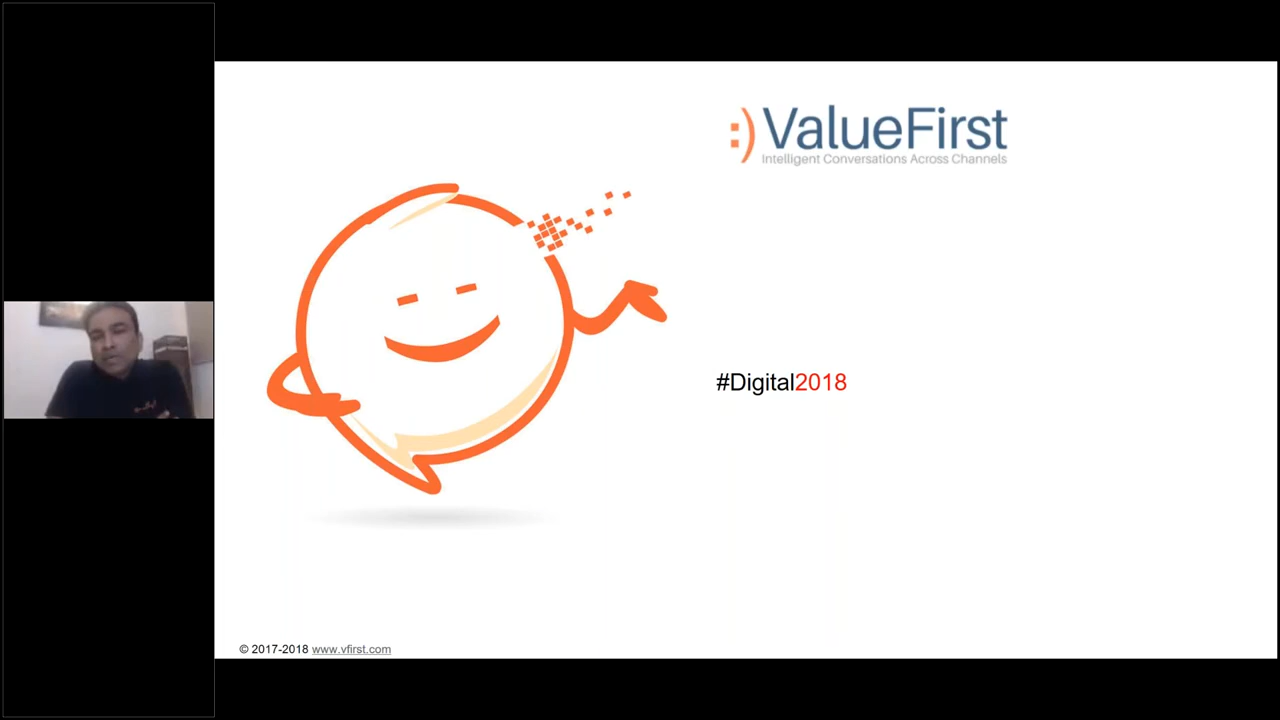 :) ValueFirst
Intelligent Conversations Across Channels
#Digital2018
© 2017-2018 www.vfirst.com